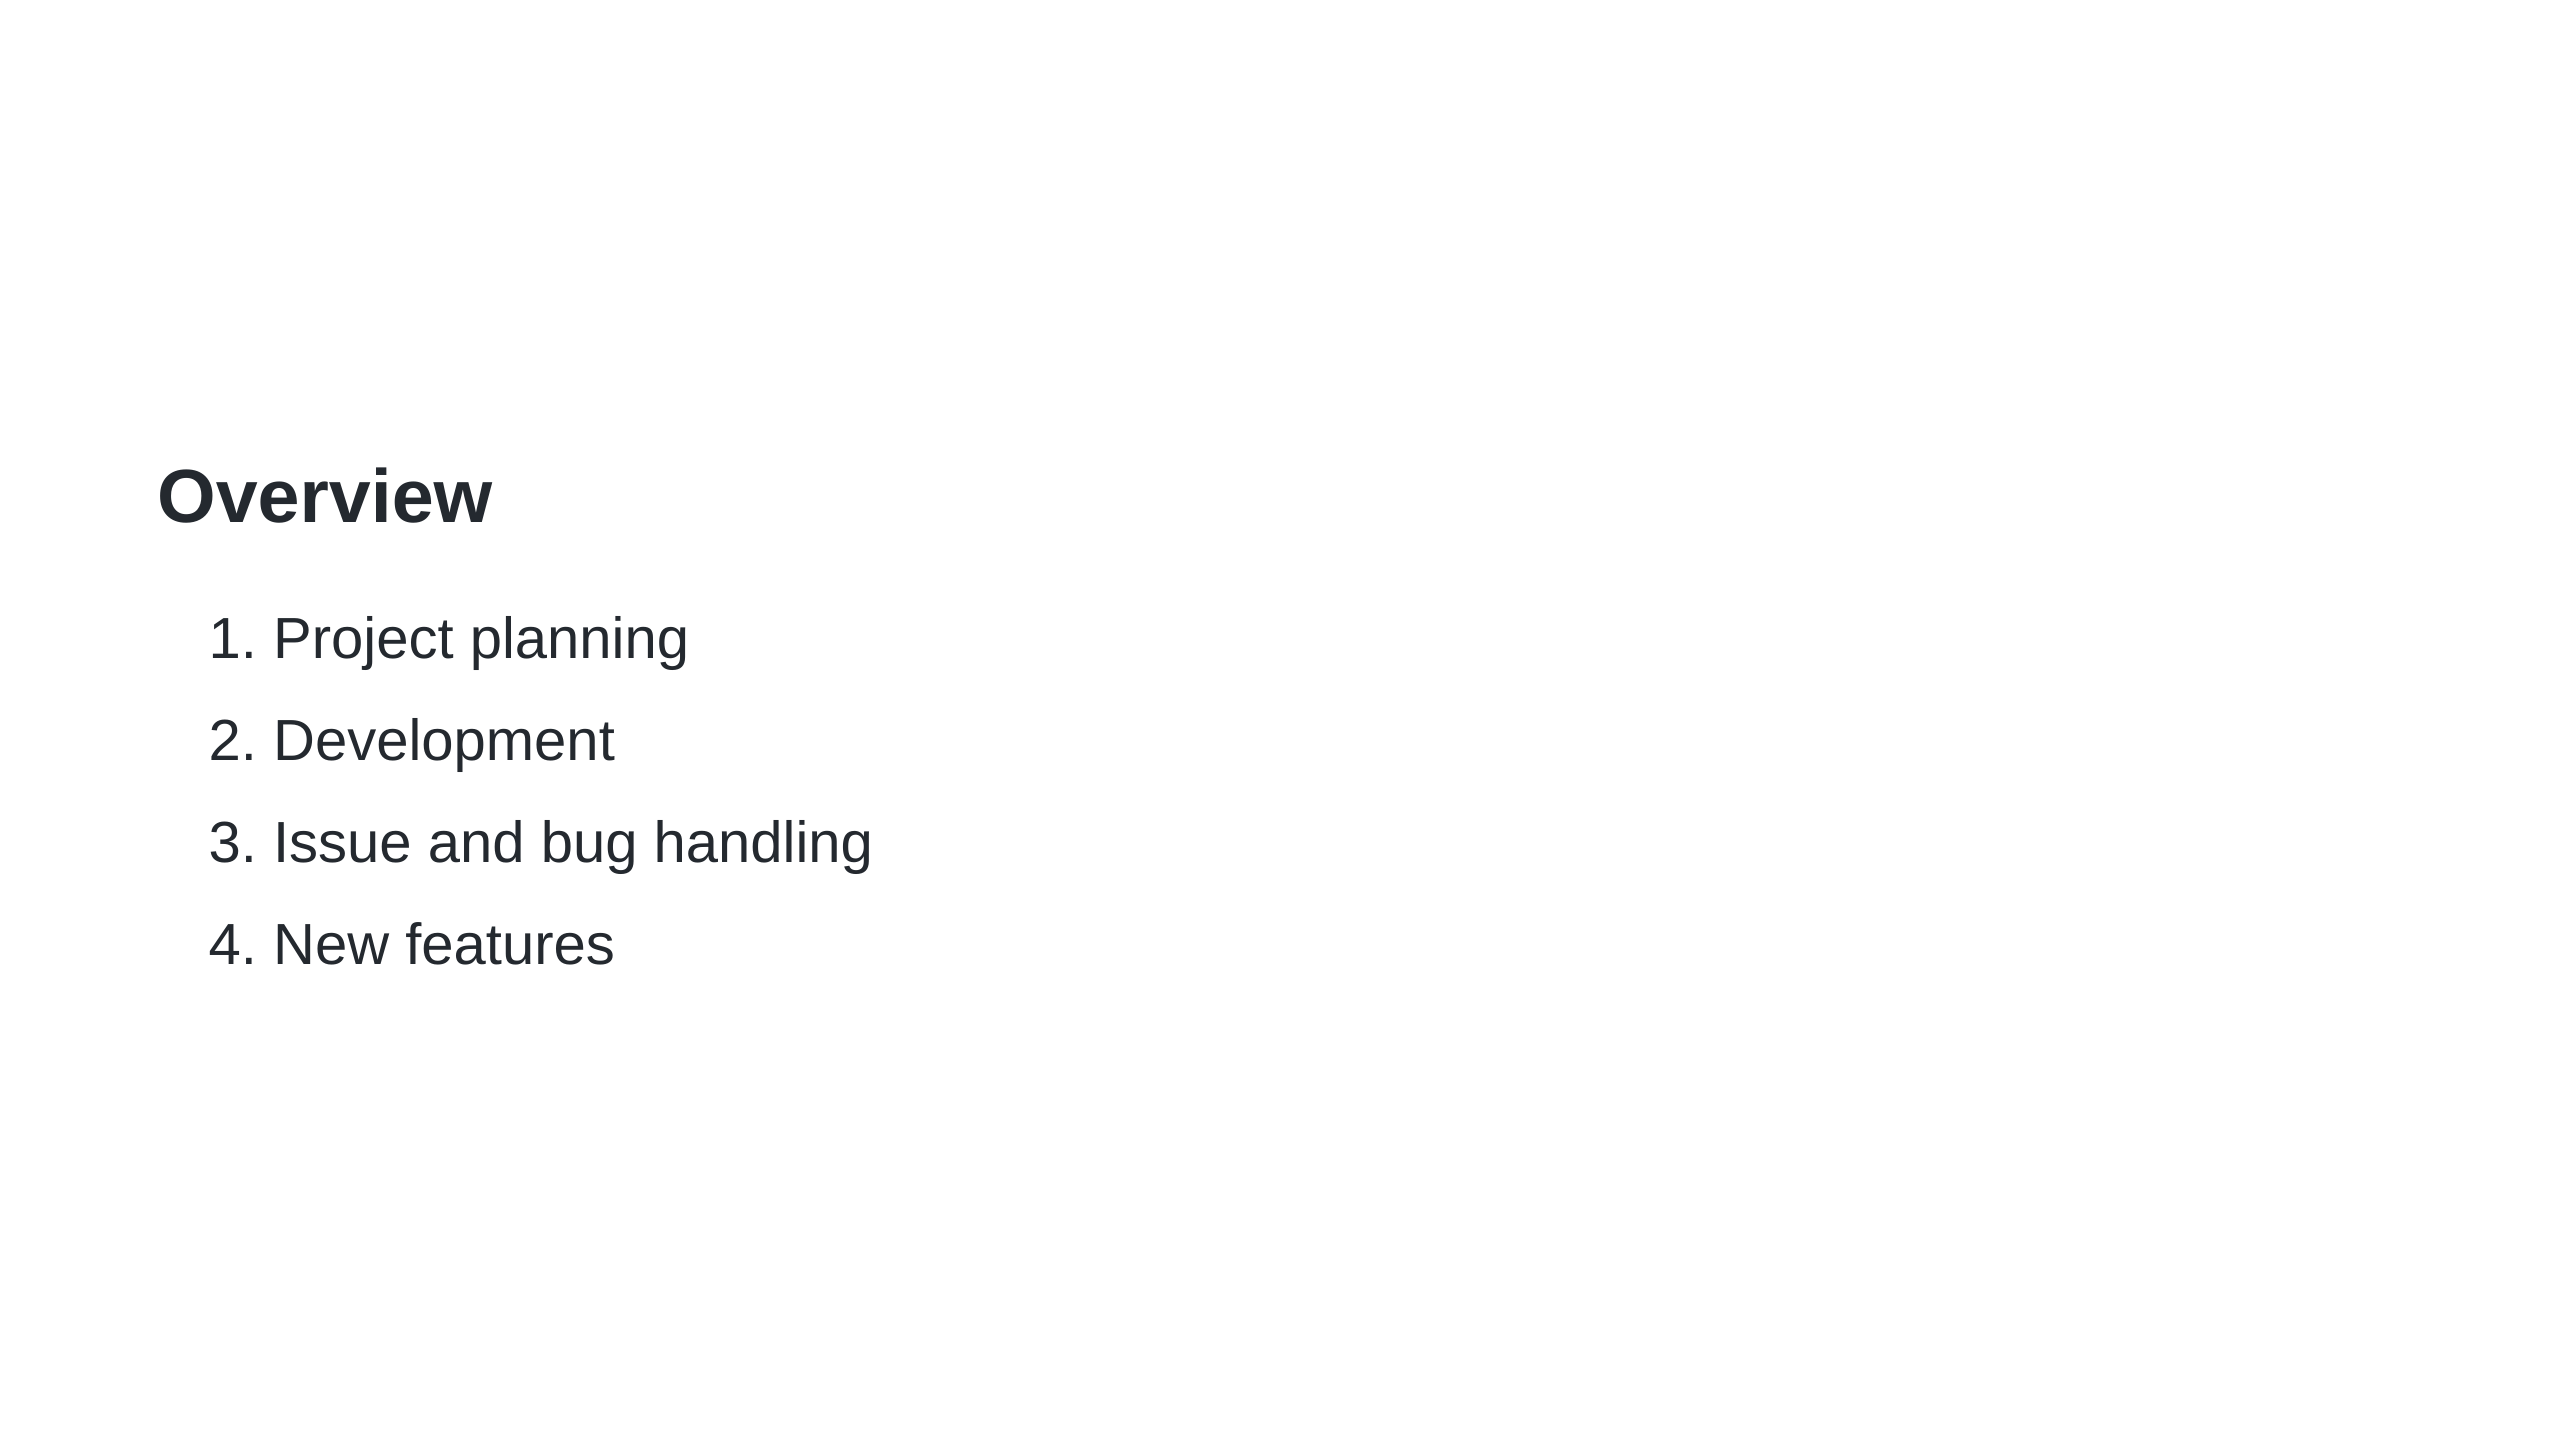 Overview
1. Project planning
2. Development
3. Issue and bug handling
4. New features